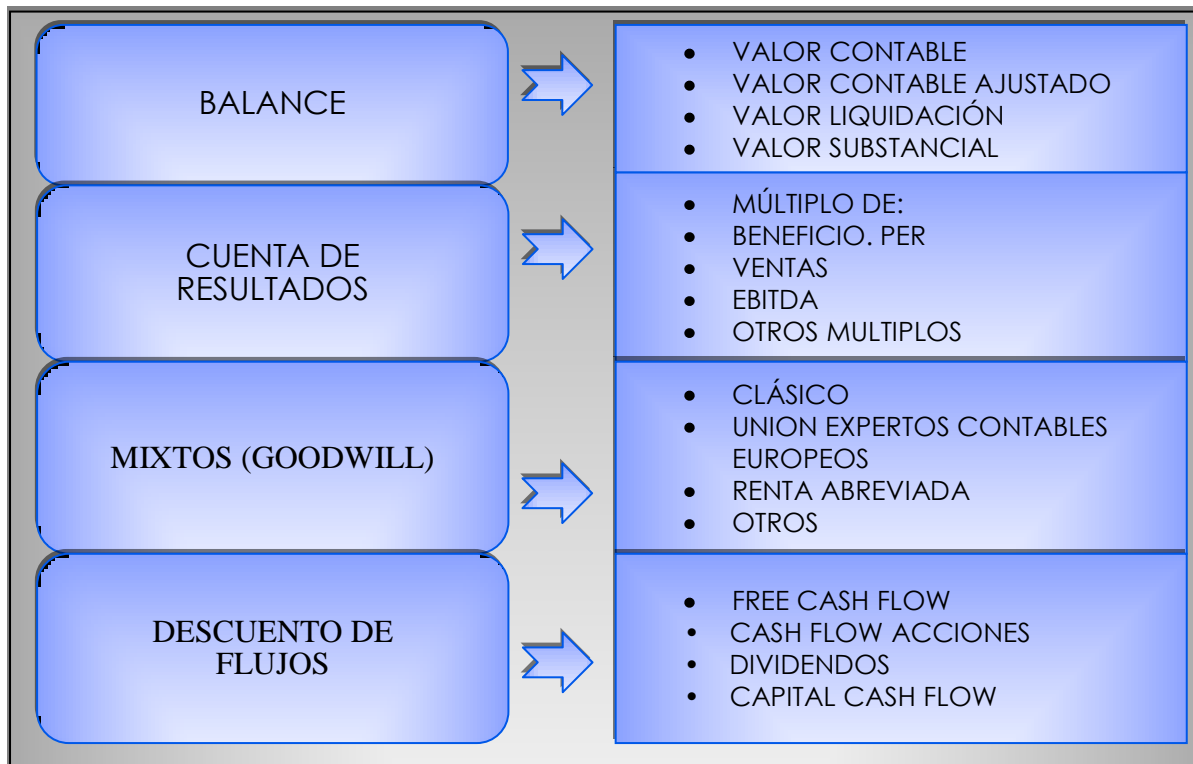 BALANCE
• VALOR CONTABLE
• VALOR CONTABLE AJUSTADO
• VALOR LIQUIDACIÓN
• VALOR SUBSTANCIAL
CUENTA DE
RESULTADOS
• MÚLTIPLO DE:
• BENEFICIO. PER
• VENTAS
• EBITDA
• OTROS MULTIPLOS
MIXTOS (GOODWILL)
• CLÁSICO
• UNION EXPERTOS CONTABLES
EUROPEOS
• RENTA ABREVIADA
• OTROS
DESCUENTO DE
FLUJOS
• FREE CASH FLOW
• CASH FLOW ACCIONES
• DIVIDENDOS
• CAPITAL CASH FLOW